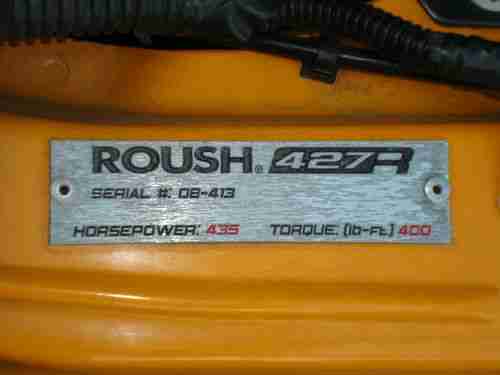 ROUSH® 427R
SERIAL #: 08-413
HORSEPOWER: 435 TORQUE: (lb-ft) 400